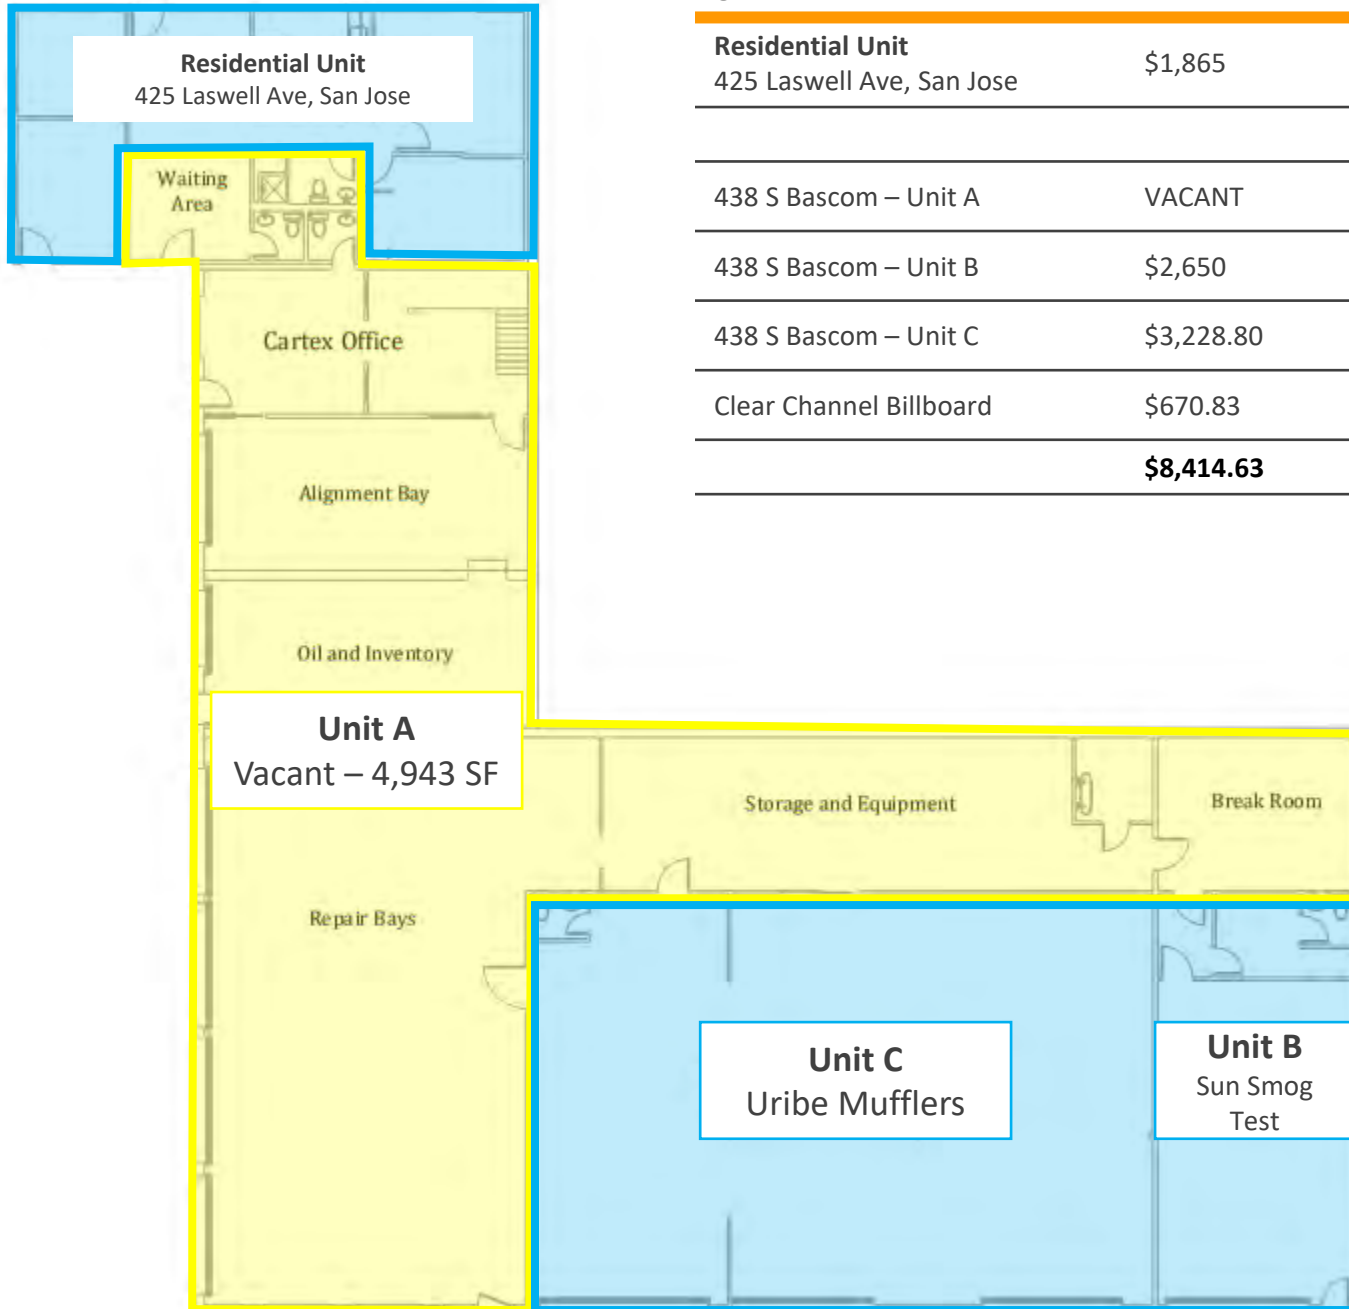 Residential Unit
425 Laswell Ave, San Jose
Residential Unit $1,865
425 Laswell Ave, San Jose
438 S Bascom – Unit A VACANT
438 S Bascom – Unit B $2,650
438 S Bascom – Unit C $3,228.80
Clear Channel Billboard $670.83
$8,414.63
Waiting
Area
Cartex Office
Alignment Bay
Oil and Inventory
Unit A
Vacant – 4,943 SF
Storage and Equipment
Break Room
Repair Bays
Unit C
Uribe Mufflers
Unit B
Sun Smog
Test